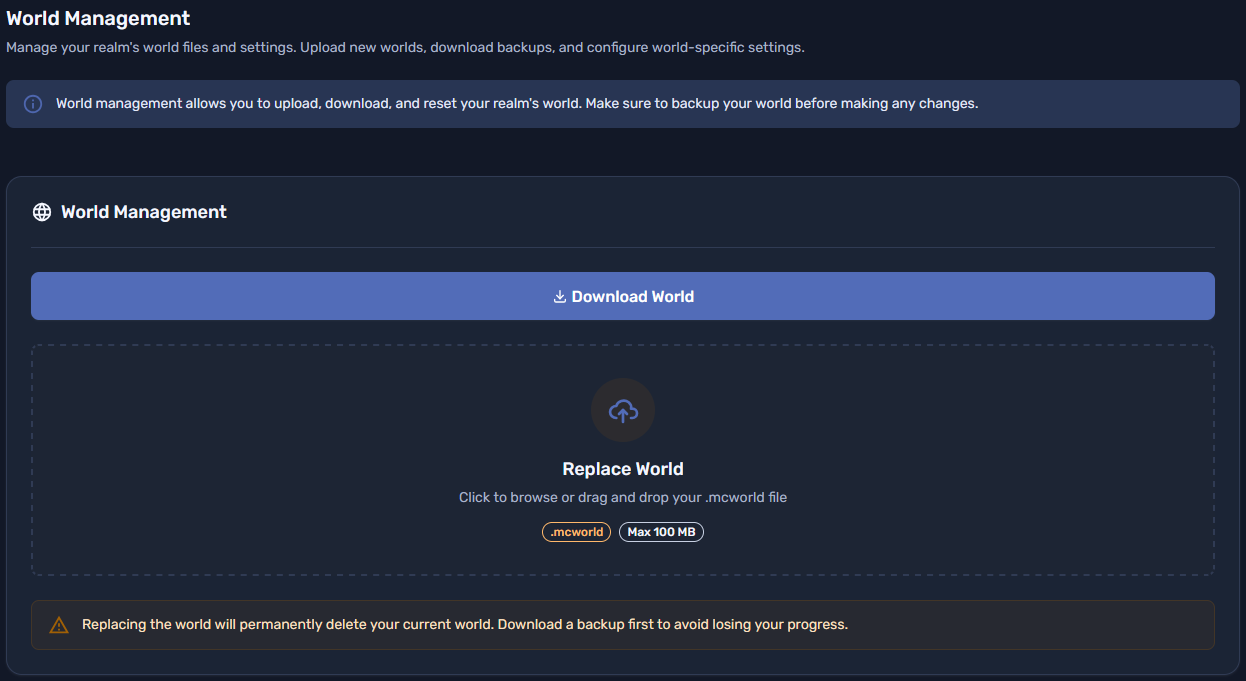 World Management
Manage your realm's world files and settings. Upload new worlds, download backups, and configure world-specific settings.
World management allows you to upload, download, and reset your realm's world. Make sure to backup your world before making any changes.
World Management
Download World
Replace World
Click to browse or drag and drop your .mcworld file
.mcworld Max 100 MB
Replacing the world will permanently delete your current world. Download a backup first to avoid losing your progress.